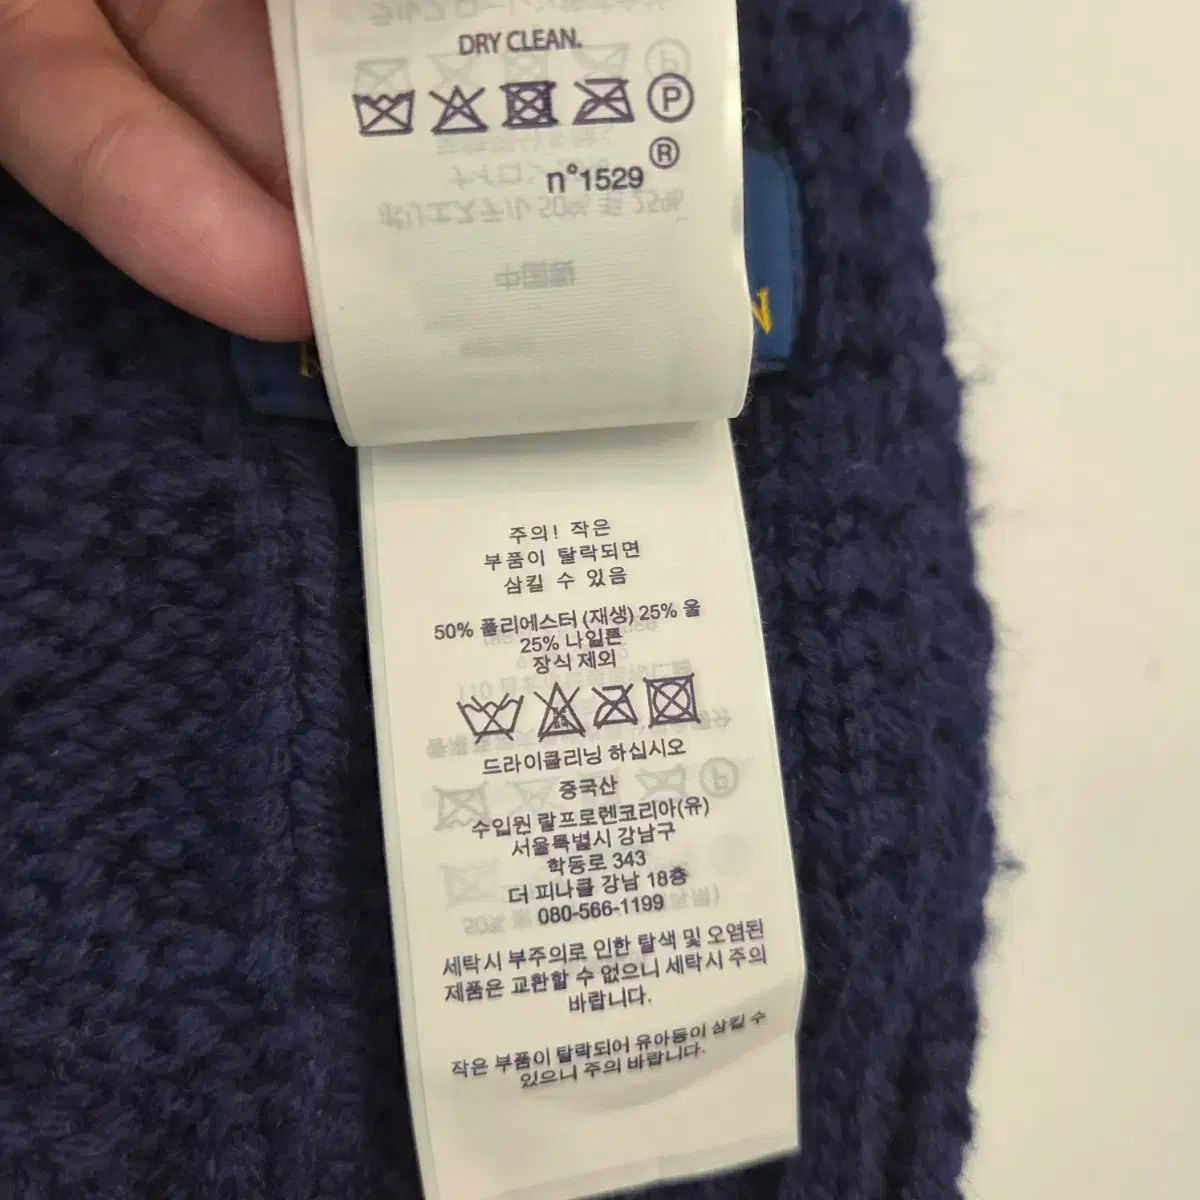 DRY CLEAN.
P
®
n°1529
N
주의! 작은
부품이 탈락되면
삼킬 수 있음
50% 폴리에스터 (재생) 25% 울
25% 나일론
장식 제외
드라이클리닝 하십시오
중국산
수입원 랄프로렌코리아(유)
서울특별시 강남구
학동로 343
더 피나클 강남 18층
080-566-1199
세탁시 부주의로 인한 탈색 및 오염된
제품은 교환할 수 없으니 세탁시 주의
바랍니다.
작은 부품이 탈락되어 유아등이 삼킬 수
있으니 주의 바랍니다.